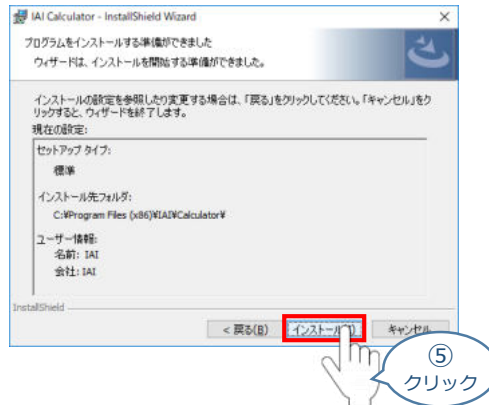 IAI Calculator - InstallShield Wizard
プログラムをインストールする準備ができました
ウィザードは、インストールを開始する準備ができました。
インストールの設定を参照したり変更する場合は、「戻る」をクリックしてください。「キャンセル」をク
リックすると、ウィザードを終了します。
現在の設定:
セットアップ タイプ:
標準
インストール先フォルダ:
C:¥Program Files (x86)¥IAI¥Calculator¥
ユーザー情報:
名前: IAI
会社: IAI
InstallShield
< 戻る(B)
インストール(I)
キャンセル
⑤
クリック